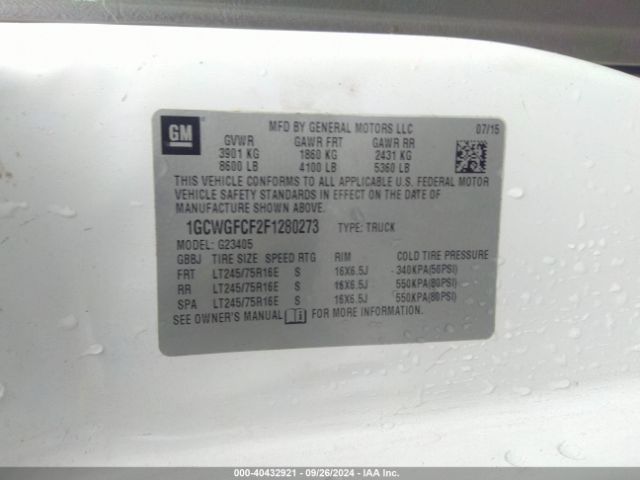 GM
MFD BY GENERAL MOTORS LLC 07/15
GVWR GAWR FRT GAWR RR
3901 KG 1860 KG 2431 KG
8600 LB 4100 LB 5360 LB
THIS VEHICLE CONFORMS TO ALL APPLICABLE U.S. FEDERAL MOTOR
VEHICLE SAFETY STANDARDS IN EFFECT ON THE DATE OF
MANUFACTURE SHOWN ABOVE.
1GCWGFCF2F1280273 TYPE: TRUCK
MODEL: G23405
GBBJ TIRE SIZE SPEED RTG RIM COLD TIRE PRESSURE
FRT LT245/75R16E S 16X6.5J 340KPA(50PSI)
RR LT245/75R16E S 16X6.5J 550KPA(80PSI)
SPA LT245/75R16E S 16X6.5J 550KPA(80PSI)
SEE OWNER'S MANUAL i FOR MORE INFORMATION.
000-40432921 - 09/26/2024 - IAA Inc.